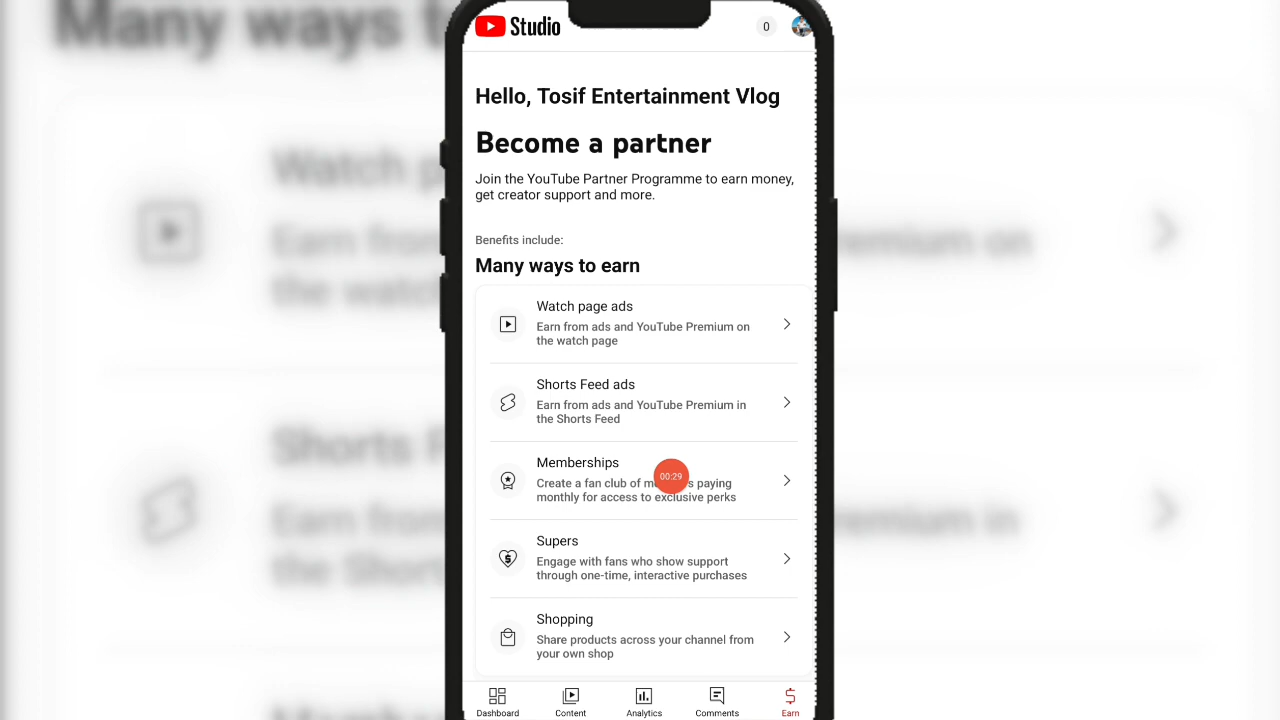 Many ways to
Studio
0
Hello, Tosif Entertainment Vlog
Become a partner
Join the YouTube Partner Programme to earn money,
get creator support and more.
Benefits include:
Many ways to earn
Watch page ads
Earn from ads and YouTube Premium on
the watch page
Shorts Feed ads
Earn from ads and YouTube Premium in
the Shorts Feed
Memberships
00:29
Create a fan club of m s paying
monthly for access to exclusive perks
Supers
Engage with fans who show support
through one-time, interactive purchases
Shopping
Share products across your channel from
your own shop
Dashboard
Content
Analytics
Comments
Earn